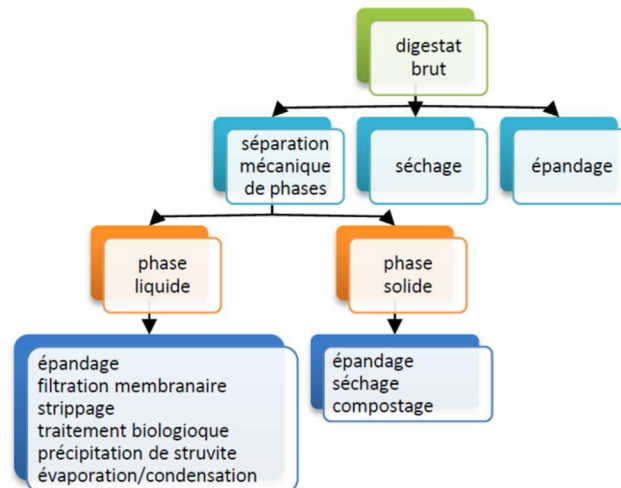 digestat
brut
séparation
mécanique
de phases
séchage
épandage
phase
liquide
phase
solide
épandage
filtration membranaire
strippage
traitement biologioque
précipitation de struvite
évaporation/condensation
épandage
séchage
compostage